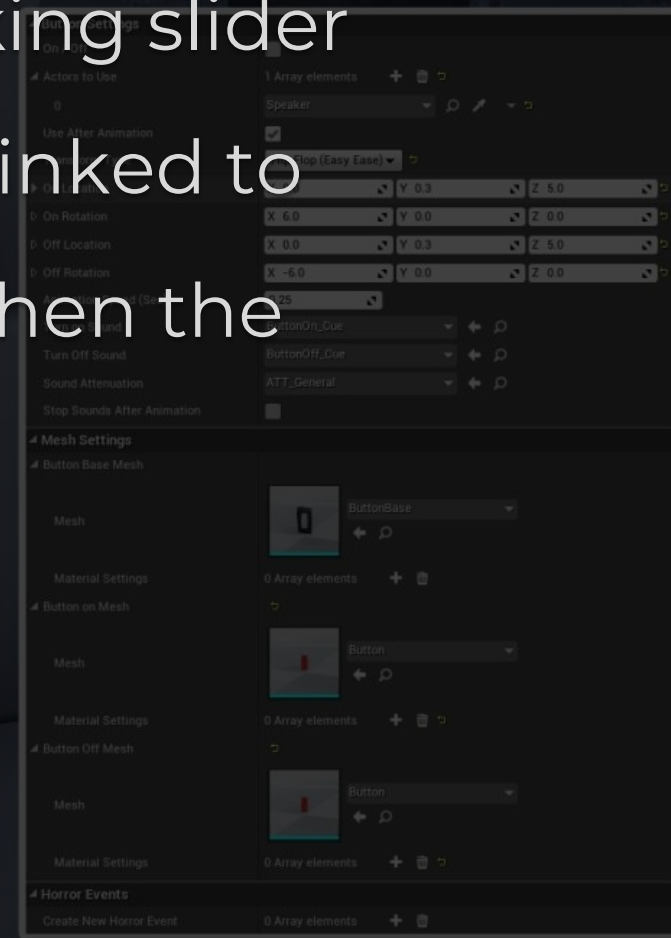 king slider
Button Settings
On / Off
Actors to Use 1 Array elements
0 Speaker
inked to
Use After Animation
Flop (Easy Ease)
Y 0.3 Z 5.0
On Rotation X 6.0 Y 0.0 Z 0.0
Off Location X 0.0 Y 0.3 Z 5.0
Off Rotation X -6.0 Y 0.0 Z 0.0
hen the
.25
ButtonOn_Cue
Turn Off Sound ButtonOff_Cue
Sound Attenuation ATT_General
Stop Sounds After Animation
Mesh Settings
Button Base Mesh
Mesh ButtonBase
Material Settings 0 Array elements
Button on Mesh
Mesh Button
Material Settings 0 Array elements
Button Off Mesh
Mesh Button
Material Settings 0 Array elements
Horror Events
Create New Horror Event 0 Array elements